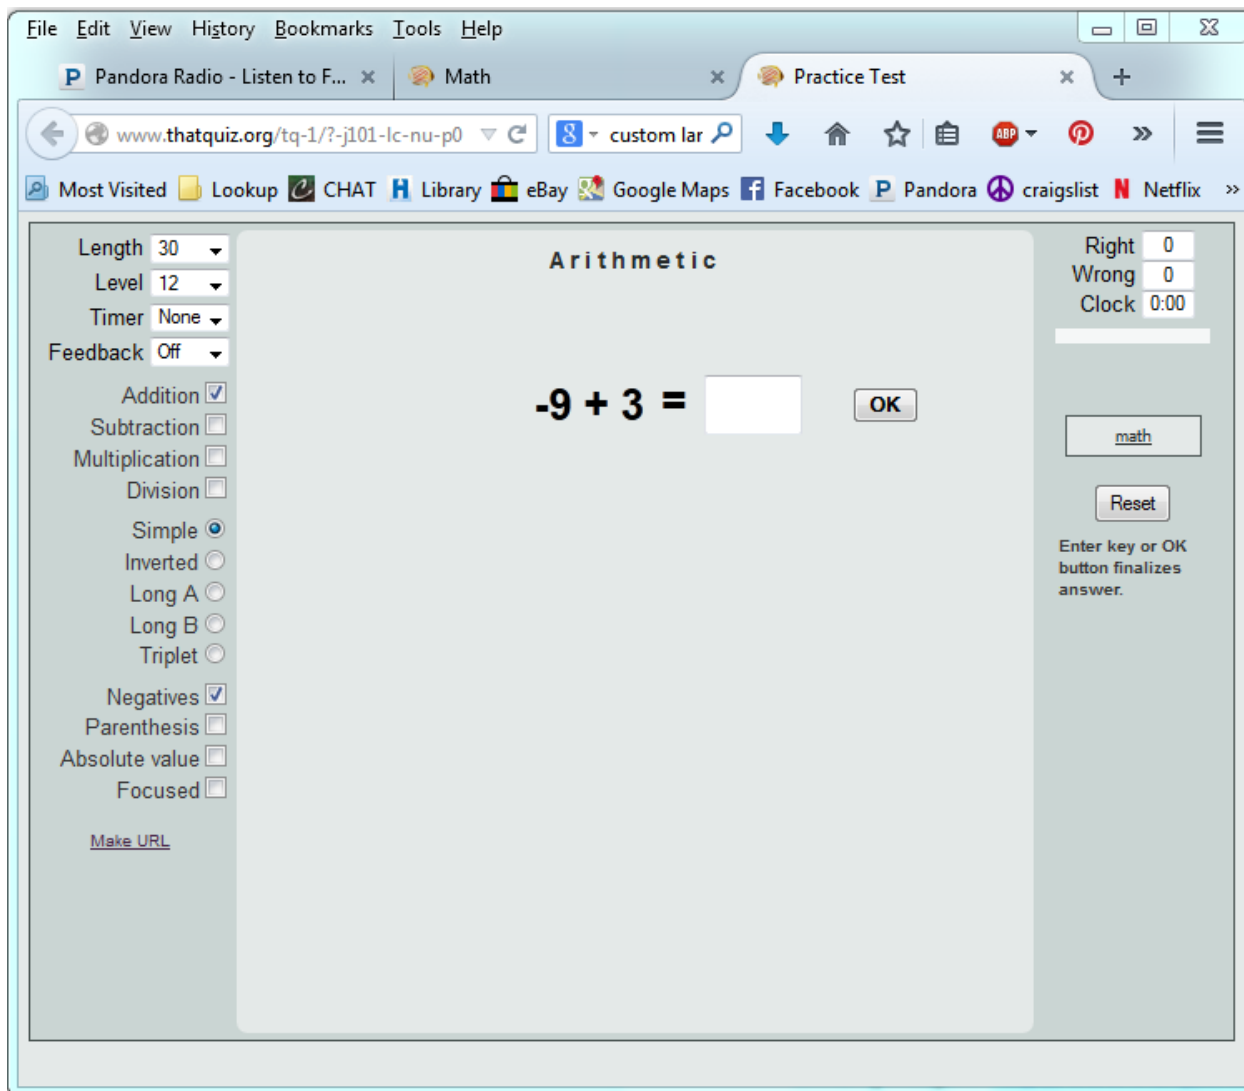 File Edit View History Bookmarks Tools Help
Pandora Radio - Listen to F... Math Practice Test
www.thatquiz.org/tq-1/?-j101-lc-nu-p0 custom lar ABP
Most Visited Lookup CHAT Library eBay Google Maps Facebook Pandora craigslist Netflix
Length 30
Level 12
Timer None
Feedback Off
Addition
Subtraction
Multiplication
Division
Simple
Inverted
Long A
Long B
Triplet
Negatives
Parenthesis
Absolute value
Focused
Make URL
Arithmetic
-9 + 3 =
OK
Right 0
Wrong 0
Clock 0:00
math
Reset
Enter key or OK
button finalizes
answer.